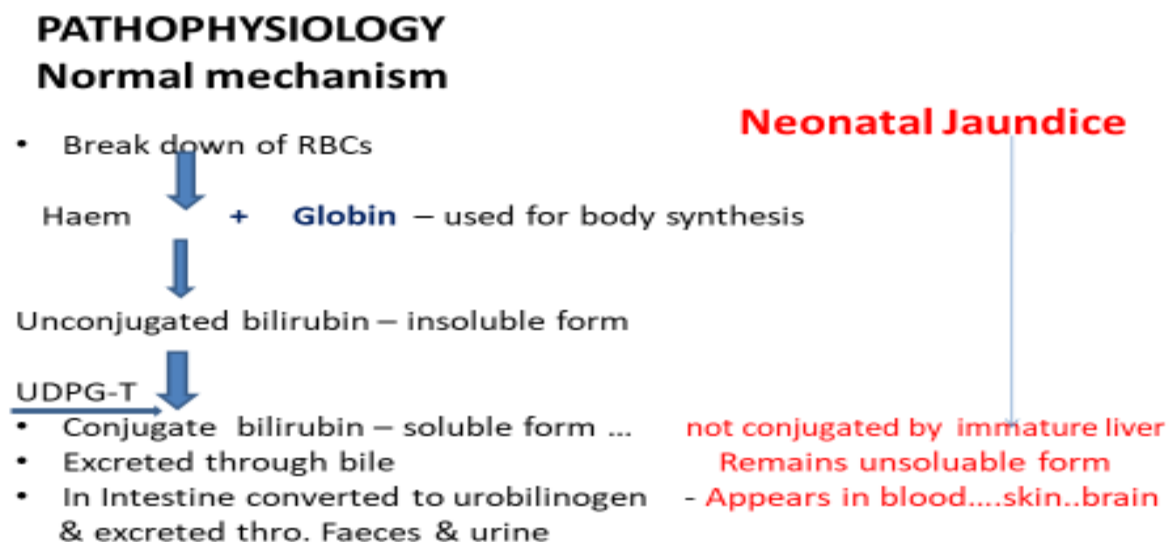 PATHOPHYSIOLOGY
Normal mechanism
Neonatal Jaundice
• Break down of RBCs
Haem + Globin – used for body synthesis
Unconjugated bilirubin – insoluble form
UDPG-T
• Conjugate bilirubin – soluble form ... not conjugated by immature liver
• Excreted through bile Remains unsoluable form
• In Intestine converted to urobilinogen - Appears in blood....skin..brain
& excreted thro. Faeces & urine